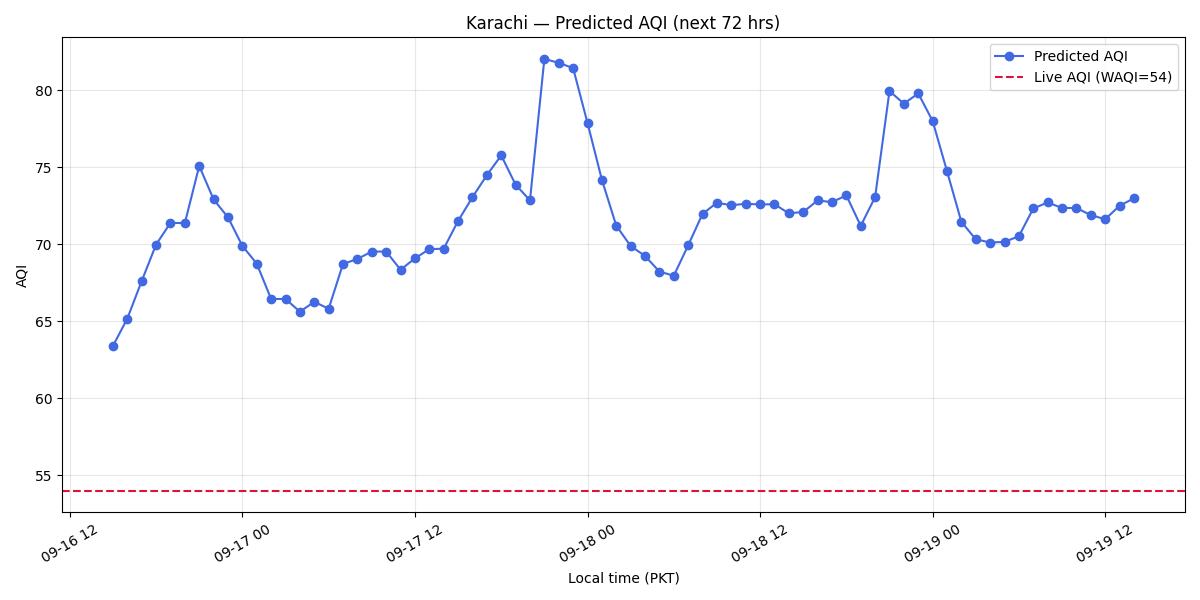 Karachi — Predicted AQI (next 72 hrs)
Predicted AQI
Live AQI (WAQI=54)
AQI
80
75
70
65
60
55
09-16 12
09-17 00
09-17 12
09-18 00
09-18 12
09-19 00
09-19 12
Local time (PKT)